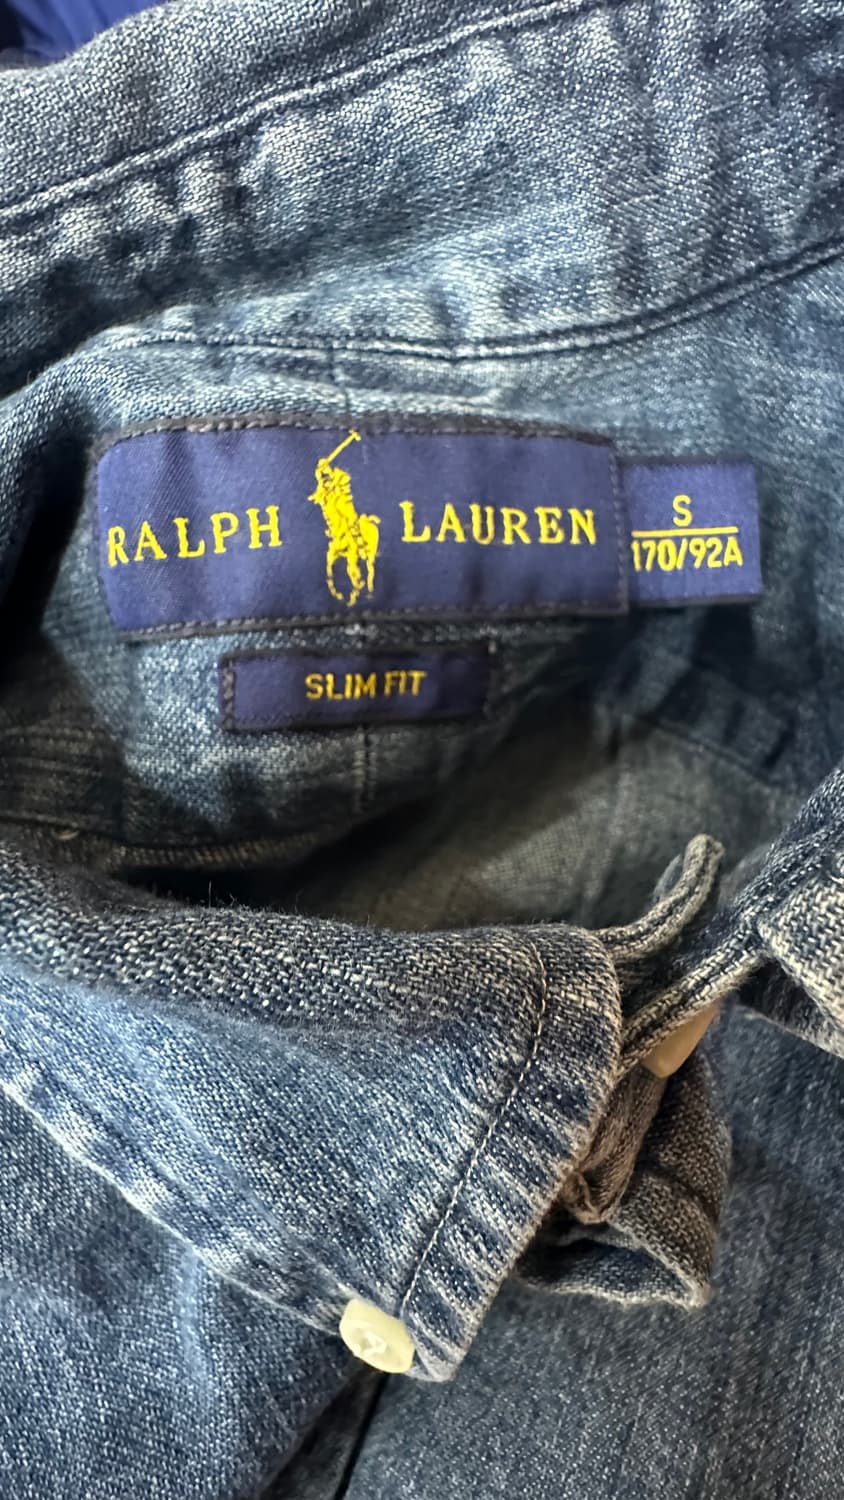 RALPH LAUREN
S
170/92A
SLIM FIT